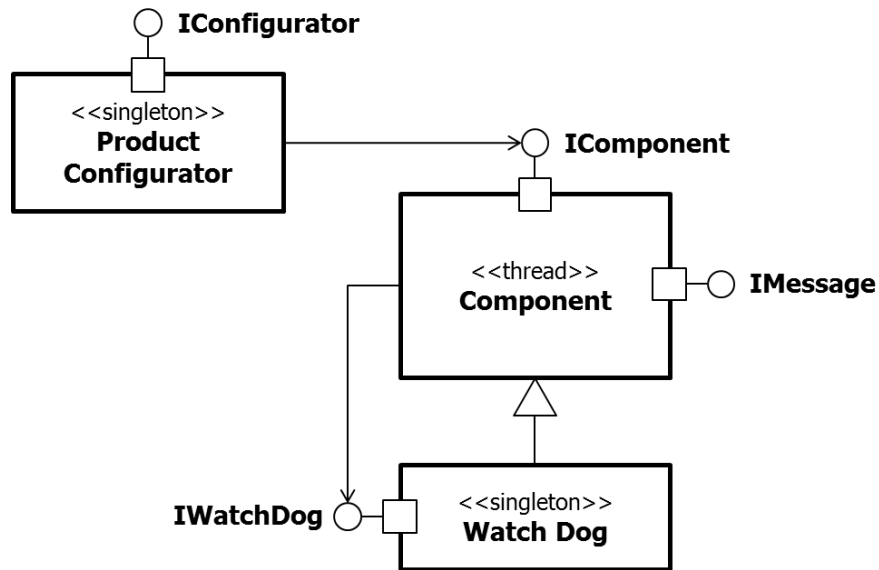 IConfigurator
<<singleton>>
Product
Configurator
IComponent
<<thread>>
Component
IMessage
IWatchDog
<<singleton>>
Watch Dog